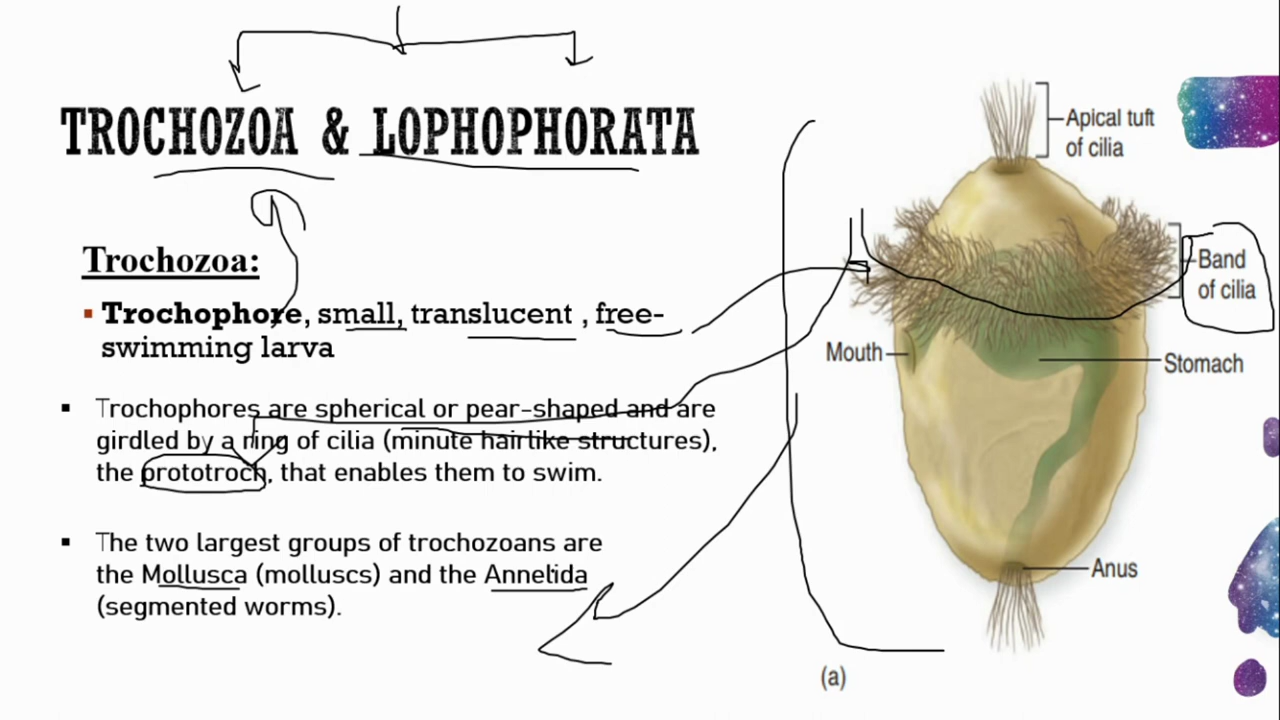 TROCHOZOA & LOPHOPHORATA
Trochozoa:
▪ Trochophore, small, translucent , free-
swimming larva
▪ Trochophores are spherical or pear-shaped and are
girdled by a ring of cilia (minute hairlike structures),
the prototroch, that enables them to swim.
▪ The two largest groups of trochozoans are
the Mollusca (molluscs) and the Annelida
(segmented worms).
Apical tuft
of cilia
Band
of cilia
Mouth
Stomach
Anus
(a)